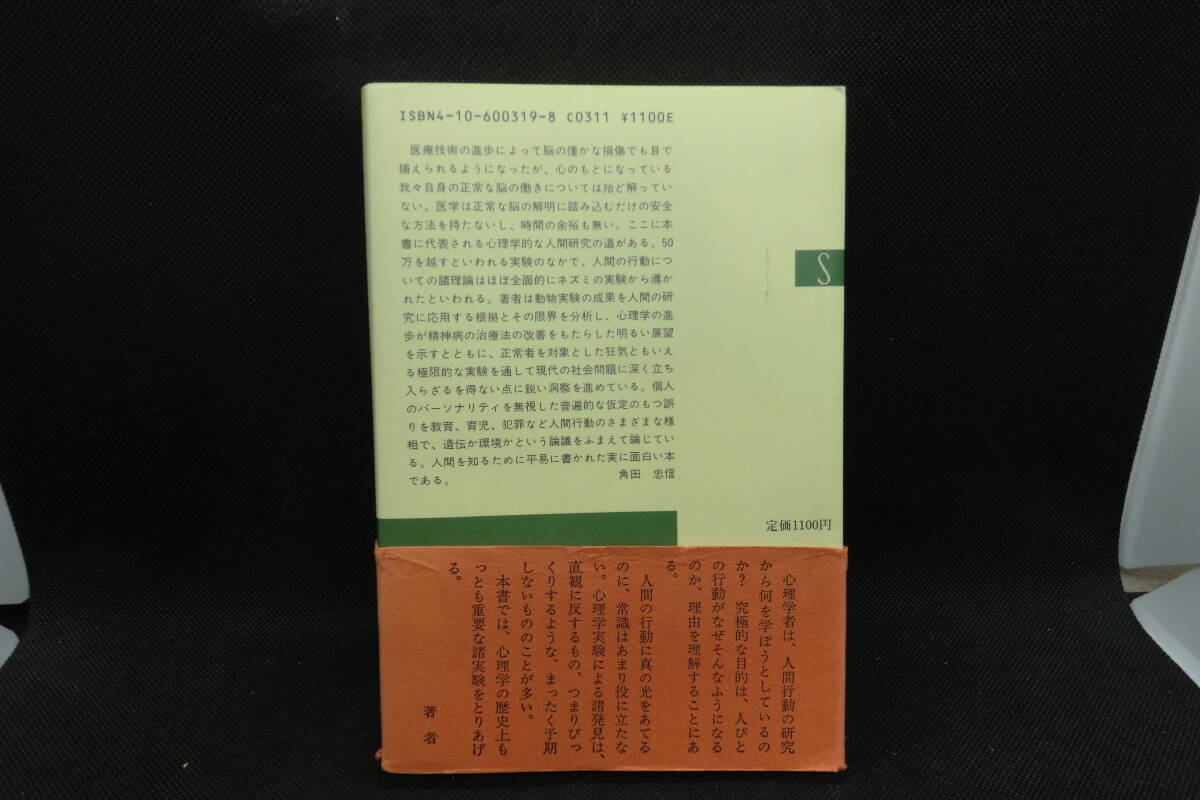 ISBN4-10-600319-8 C0311 ¥1100E
医療技術の進歩によって脳の僅かな損傷でも目で
捕えられるようになったが、心のもとになっている
我々自身の正常な脳の働きについては殆ど解ってい
ない。医学は正常な脳の解明に踏み込むだけの安全
な方法を持たないし、時間の余裕も無い。ここに本
書に代表される心理学的な人間研究の道がある。50
万を越すといわれる実験のなかで、人間の行動につ
いての諸理論はほぼ全面的にネズミの実験から導か
れたといわれる。著者は動物実験の成果を人間の研
究に応用する根拠とその限界を分析し、心理学の進
歩が精神病の治療法の改善をもたらした明るい展望
を示すとともに、正常者を対象とした狂気ともいえ
る極限的な実験を通して現代の社会問題に深く立ち
入らざるを得ない点に鋭い洞察を進めている。個人
のパーソナリティを無視した普遍的な仮定のもつ誤
りを教育、育児、犯罪など人間行動のさまざまな様
相で、遺伝か環境かという論議をふまえて論じてい
る。人間を知るために平易に書かれた実に面白い本
である。
角田 忠信
S
定価1100円
心理学者は、人間行動の研究
から何を学ぼうとしているの
か? 究極的な目的は、人びと
の行動がなぜそんなふうになる
のか、理由を理解することにあ
る。
人間の行動に真の光をあてる
のに、常識はあまり役に立たな
い。心理学実験による諸発見は、
直観に反するもの、つまりびっ
くりするような、まったく予期
しないもののことが多い。
本書では、心理学の歴史上も
っとも重要な諸実験をとりあげ
る。
著者